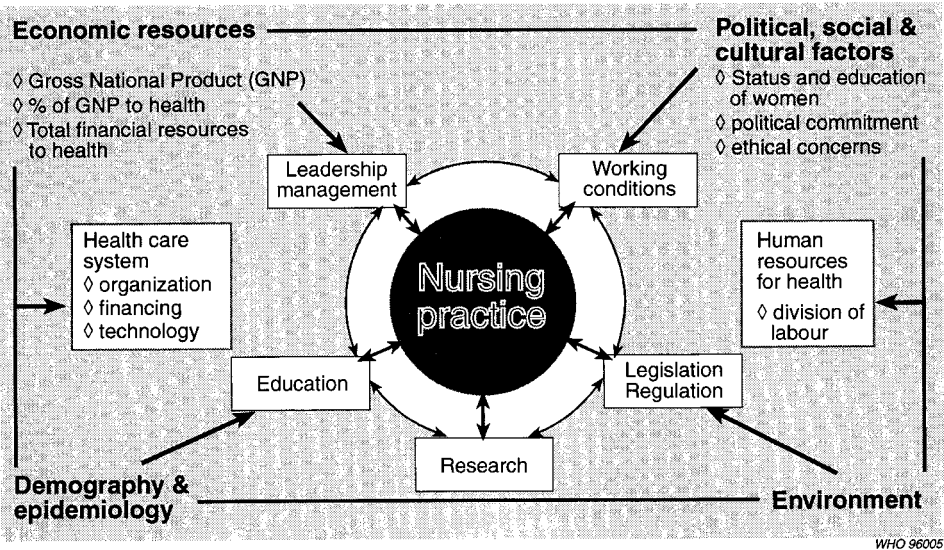 Economic resources
◊ Gross National Product (GNP)
◊ % of GNP to health
◊ Total financial resources
to health
Political, social &
cultural factors
◊ Status and education
of women
◊ political commitment
◊ ethical concerns
Leadership
management
Working
conditions
Health care
system
◊ organization
◊ financing
◊ technology
Nursing
practice
Human
resources
for health
◊ division of
labour
Education
Legislation
Regulation
Research
Demography &
epidemiology
Environment
WHO 96005